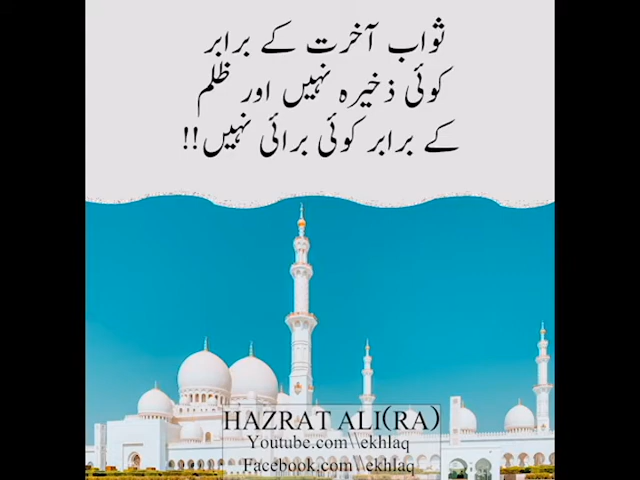 ثواب آخرت کے برابر
کوئی ذخیرہ نہیں اور ظلم
کے برابر کوئی برائی نہیں!!
HAZRAT ALI(RA)
Youtube.com\\ekhlaq
Facebook.com\\ekhlaq